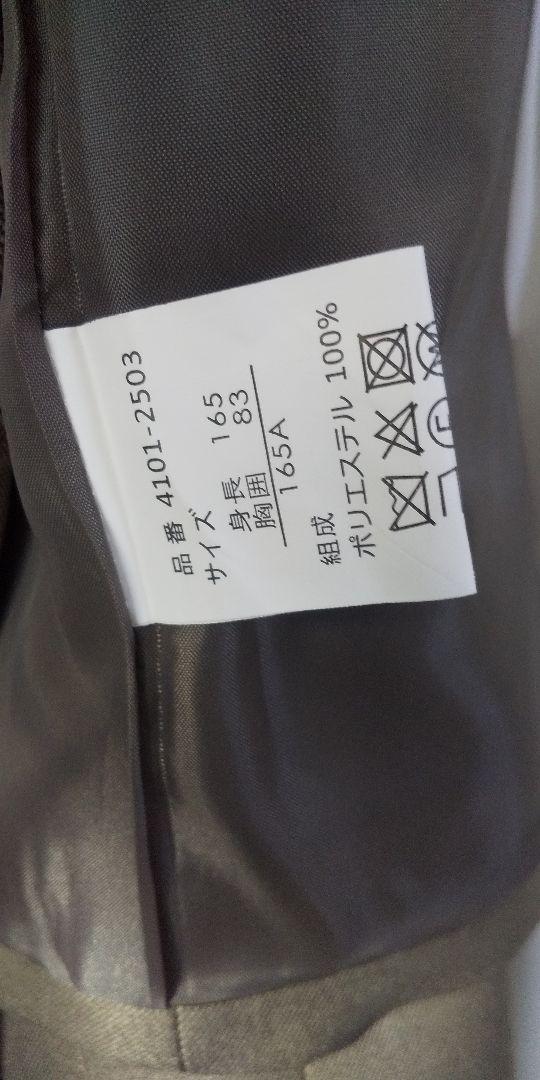 品番 4101-2503
サイズ
身長 165
胸囲 83
165A
組成
ポリエステル 100%